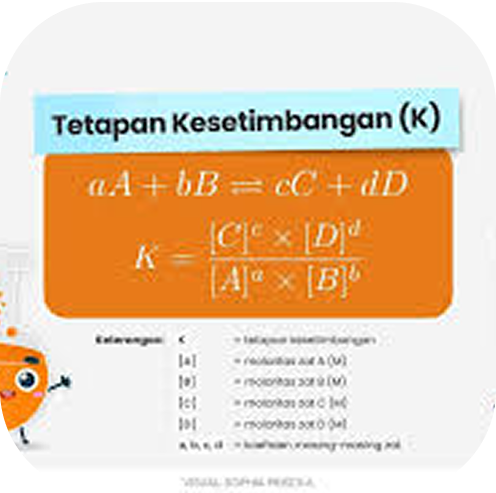 Tetapan Kesetimbangan (K)
aA + bB ⇌ cC + dD
K = [C]^c × [D]^d / [A]^a × [B]^b
Keterangan: K = tetapan kesetimbangan
[A] = molaritas zat A (M)
[B] = molaritas zat B (M)
[C] = molaritas zat C (M)
[D] = molaritas zat D (M)
a, b, c, d = koefisien masing-masing zat